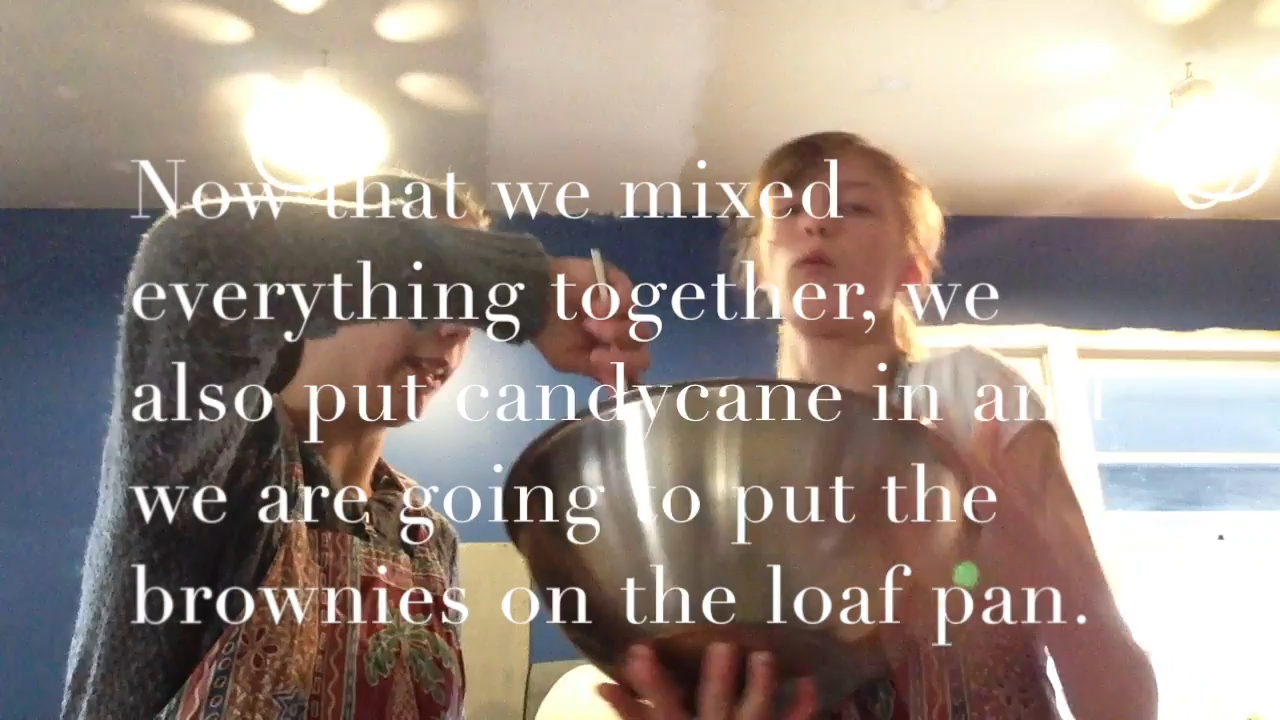 Now that we mixed
everything together, we
also put candycane in and
we are going to put the
brownies on the loaf pan.